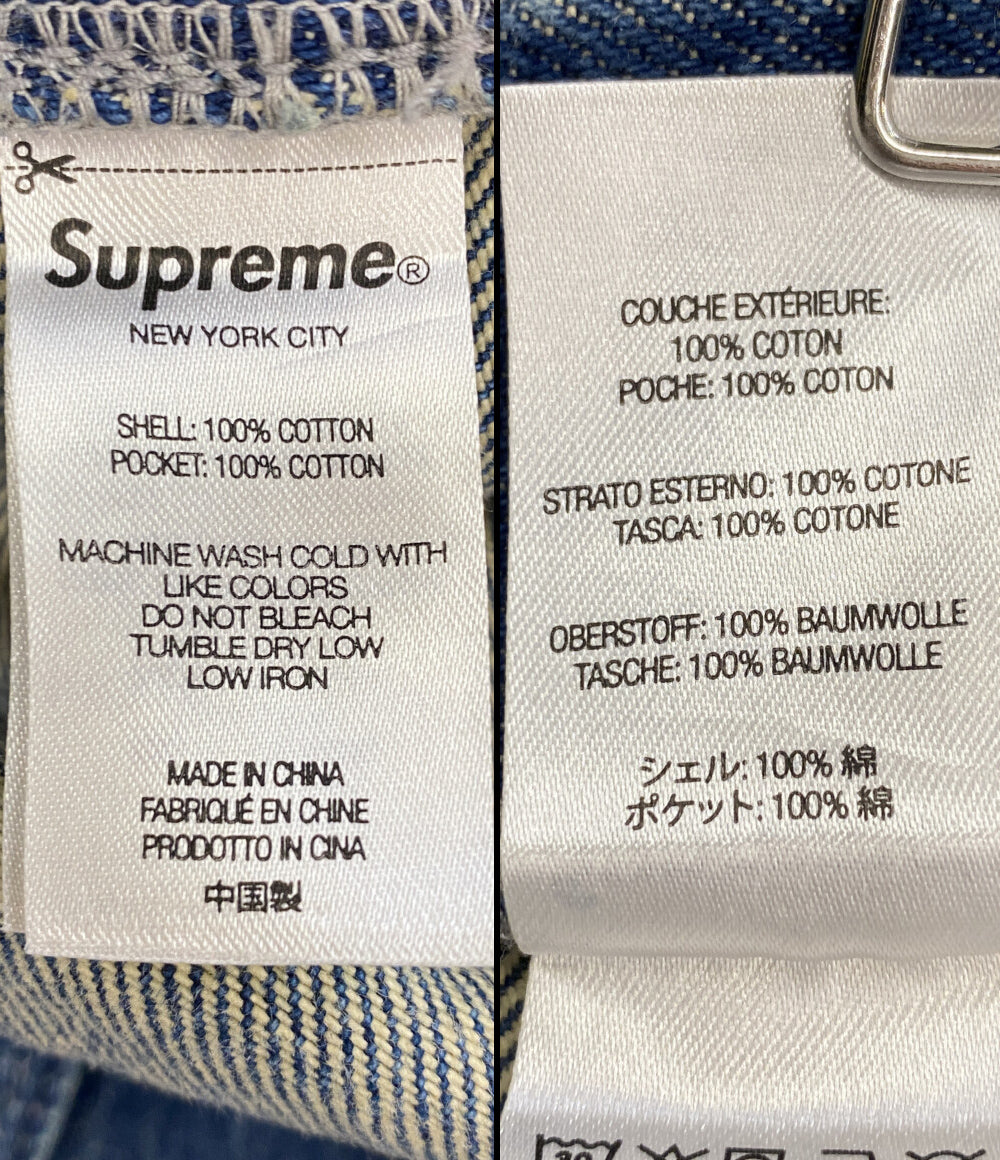 Supreme®
NEW YORK CITY
SHELL: 100% COTTON
POCKET: 100% COTTON
MACHINE WASH COLD WITH
LIKE COLORS
DO NOT BLEACH
TUMBLE DRY LOW
LOW IRON
MADE IN CHINA
FABRIQUÉ EN CHINE
PRODOTTO IN CINA
中国製
COUCHE EXTÉRIEURE:
100% COTON
POCHE: 100% COTON
STRATO ESTERNO: 100% COTONE
TASCA: 100% COTONE
OBERSTOFF: 100% BAUMWOLLE
TASCHE: 100% BAUMWOLLE
シェル: 100% 綿
ポケット: 100% 綿